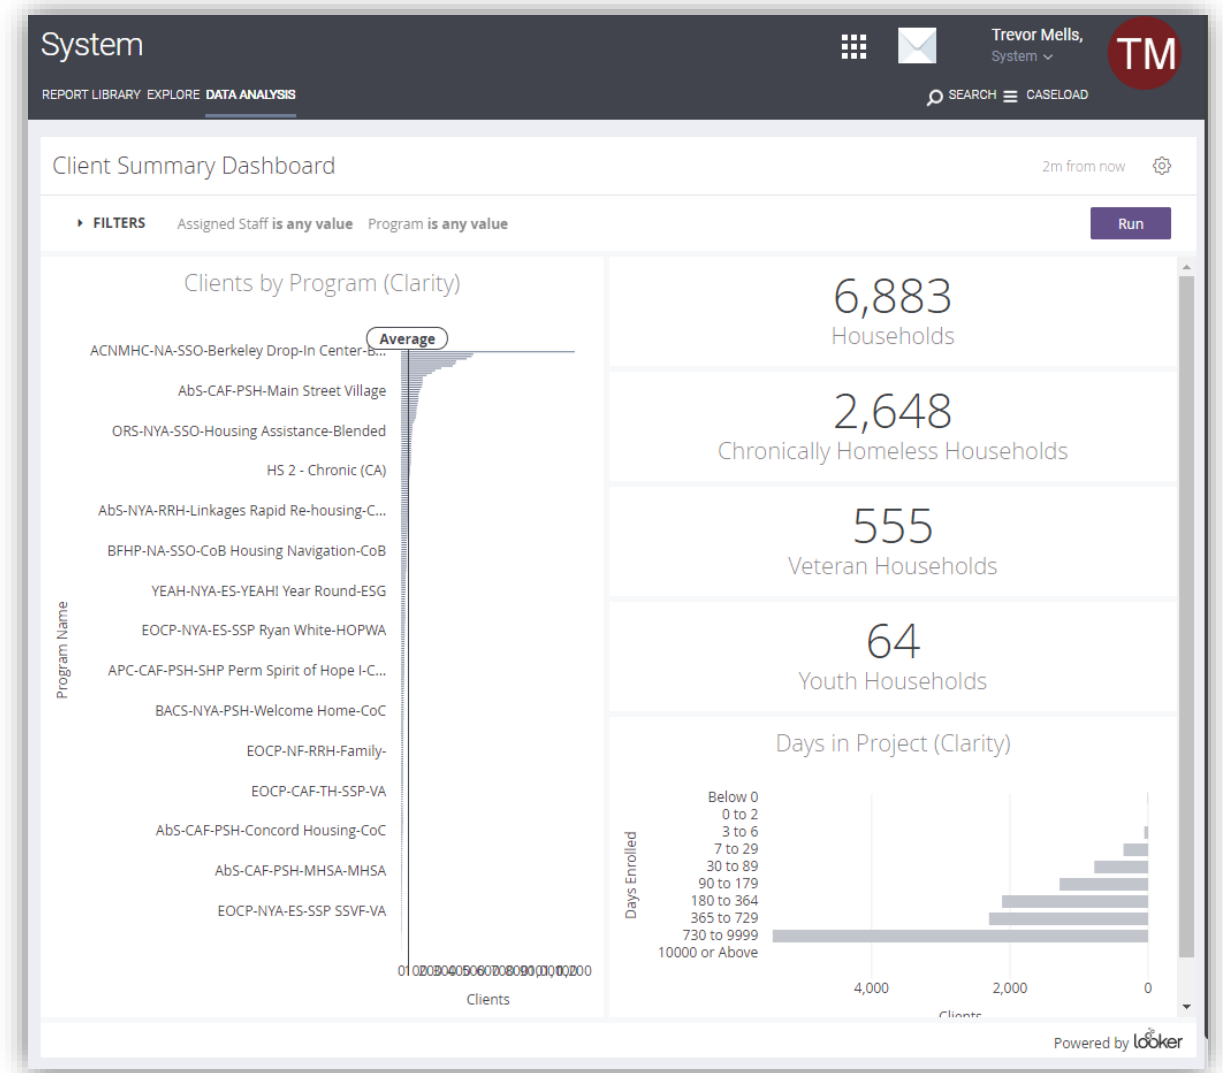 System
Trevor Mells,
System
TM
REPORT LIBRARY EXPLORE DATA ANALYSIS
SEARCH CASELOAD
Client Summary Dashboard
2m from now
FILTERS Assigned Staff is any value Program is any value
Run
Clients by Program (Clarity)
Average
ACNMHC-NA-SSO-Berkeley Drop-In Center-B...
AbS-CAF-PSH-Main Street Village
ORS-NYA-SSO-Housing Assistance-Blended
HS 2 - Chronic (CA)
AbS-NYA-RRH-Linkages Rapid Re-housing-C...
BFHP-NA-SSO-CoB Housing Navigation-CoB
YEAH-NYA-ES-YEAH! Year Round-ESG
EOCP-NYA-ES-SSP Ryan White-HOPWA
APC-CAF-PSH-SHP Perm Spirit of Hope I-C...
BACS-NYA-PSH-Welcome Home-CoC
EOCP-NF-RRH-Family-
EOCP-CAF-TH-SSP-VA
AbS-CAF-PSH-Concord Housing-CoC
AbS-CAF-PSH-MHSA-MHSA
EOCP-NYA-ES-SSP SSVF-VA
Program Name
Clients
6,883
Households
2,648
Chronically Homeless Households
555
Veteran Households
64
Youth Households
Days in Project (Clarity)
Days Enrolled
Below 0
0 to 2
3 to 6
7 to 29
30 to 89
90 to 179
180 to 364
365 to 729
730 to 9999
10000 or Above
4,000 2,000 0
Clients
Powered by looker